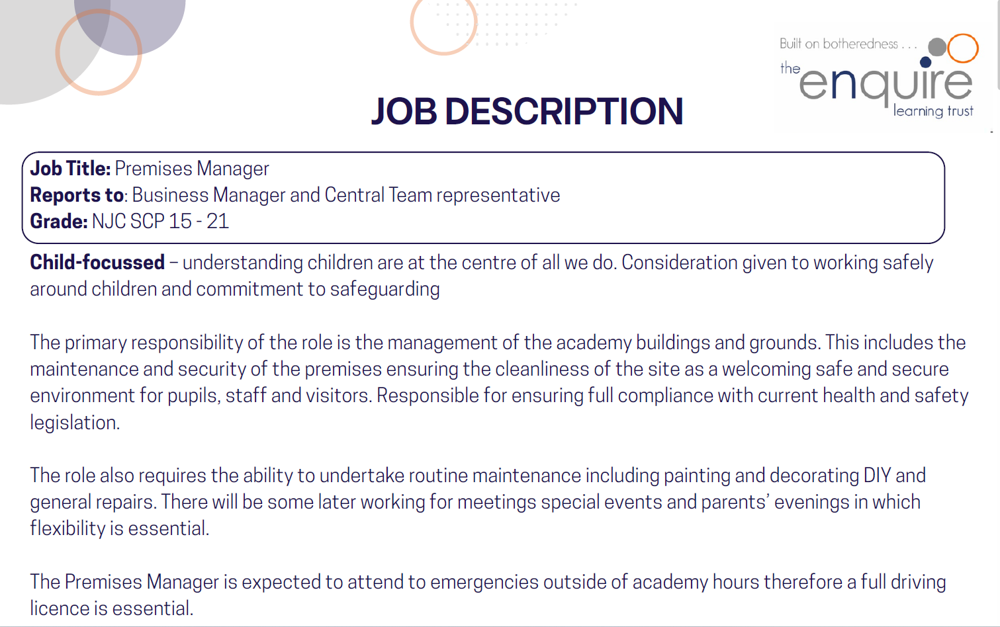 Built on botheredness . . .
the enquire
learning trust
JOB DESCRIPTION
Job Title: Premises Manager
Reports to: Business Manager and Central Team representative
Grade: NJC SCP 15 - 21
Child-focussed – understanding children are at the centre of all we do. Consideration given to working safely
around children and commitment to safeguarding
The primary responsibility of the role is the management of the academy buildings and grounds. This includes the
maintenance and security of the premises ensuring the cleanliness of the site as a welcoming safe and secure
environment for pupils, staff and visitors. Responsible for ensuring full compliance with current health and safety
legislation.
The role also requires the ability to undertake routine maintenance including painting and decorating DIY and
general repairs. There will be some later working for meetings special events and parents’ evenings in which
flexibility is essential.
The Premises Manager is expected to attend to emergencies outside of academy hours therefore a full driving
licence is essential.